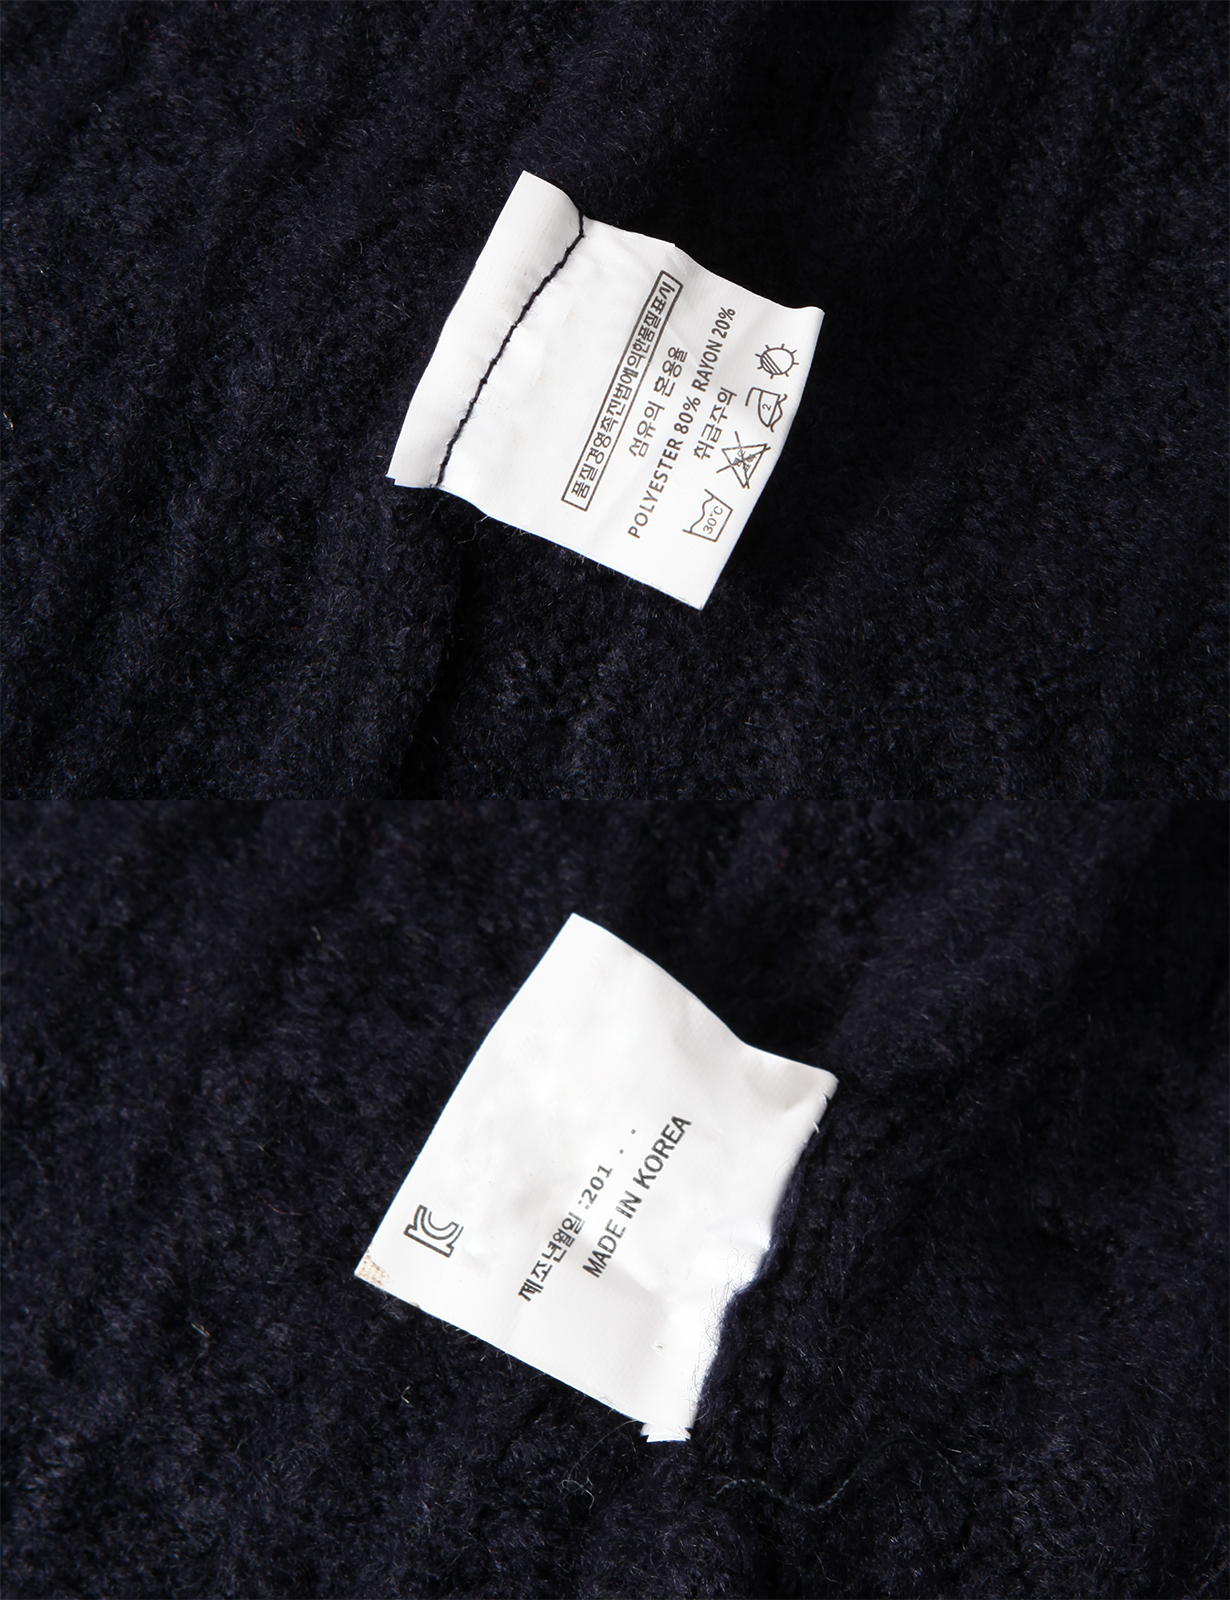 품질경영촉진법에의한품질표시
섬유의 혼용율
POLYESTER 80% RAYON 20%
취급주의
30°C
2
제조년월일 :201 . .
MADE IN KOREA